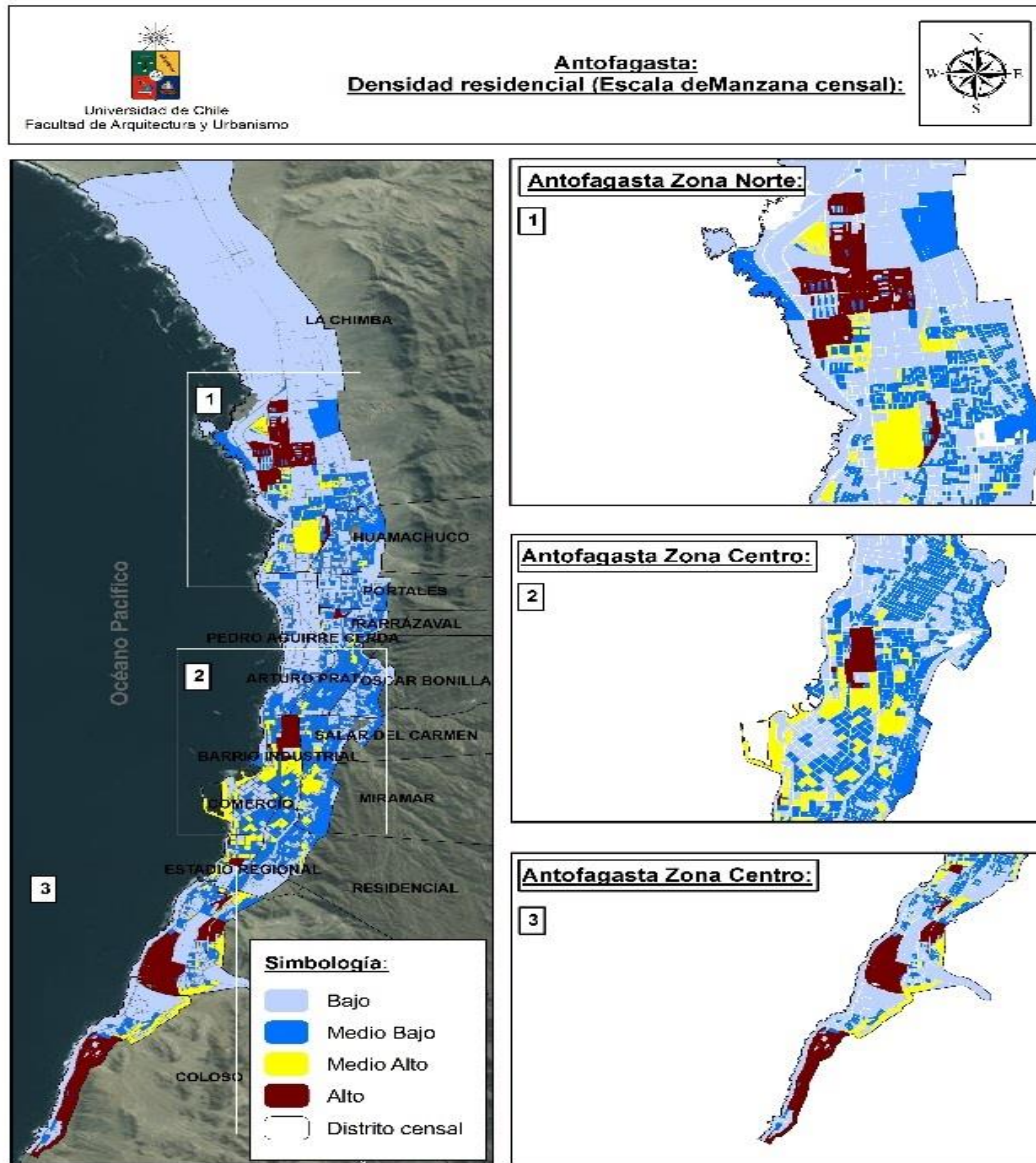 Universidad de Chile
Facultad de Arquitectura y Urbanismo
Antofagasta:
Densidad residencial (Escala deManzana censal):
N
W E
S
LA CHIMBA
1
HUAMACHUCO
PORTALES
IRARRAZAVAL
PEDRO AGUIRRE CERDA
2
ARTURO PRAT
OSCAR BONILLA
SALAR DEL CARMEN
BARRIO INDUSTRIAL
MIRAMAR
COMERCIO
ESTADIO REGIONAL
3
RESIDENCIAL
COLOSO
Océano Pacífico
Simbología:
Bajo
Medio Bajo
Medio Alto
Alto
Distrito censal
Antofagasta Zona Norte:
1
Antofagasta Zona Centro:
2
Antofagasta Zona Centro:
3